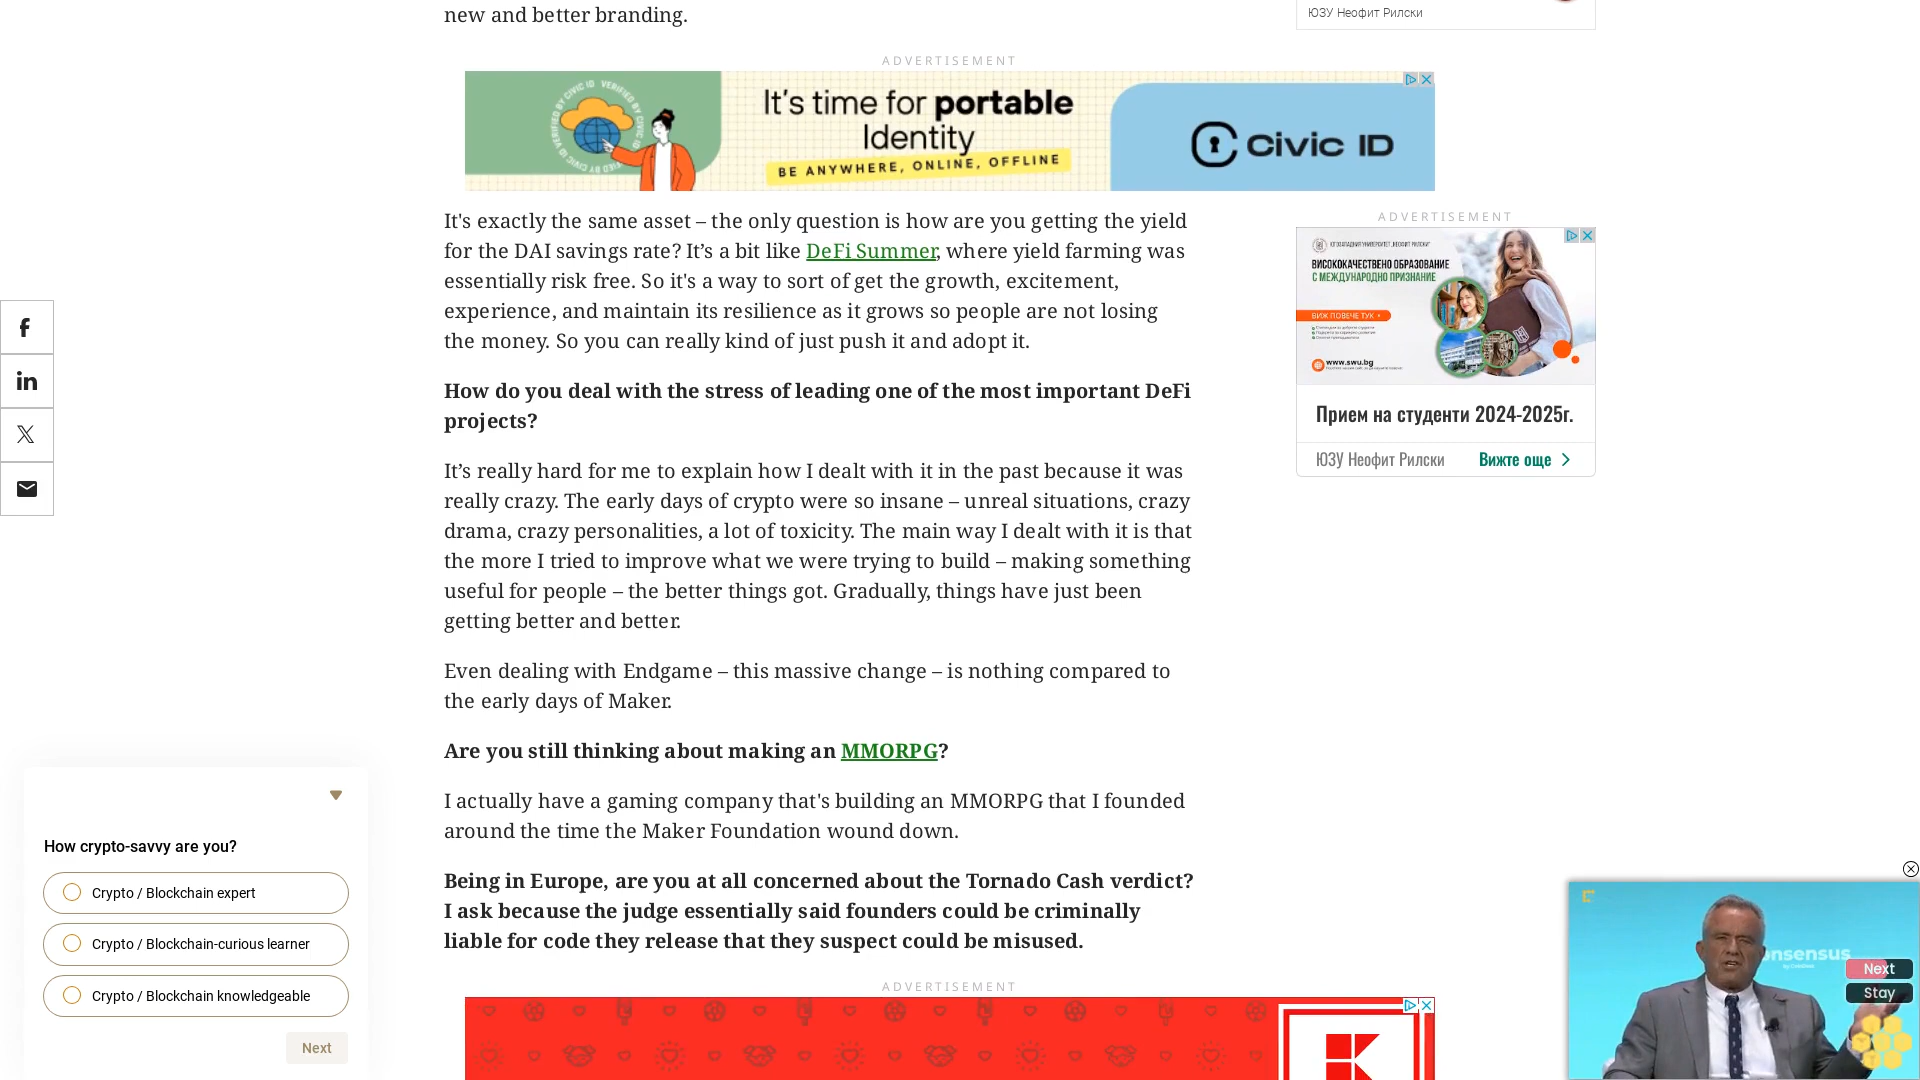 new and better branding.
ЮЗУ Неофит Рилски
ADVERTISEMENT
VERIFIED BY CIVIC ID
It's time for portable
Identity
BE ANYWHERE, ONLINE, OFFLINE
Civic ID
It's exactly the same asset – the only question is how are you getting the yield
for the DAI savings rate? It’s a bit like DeFi Summer, where yield farming was
essentially risk free. So it's a way to sort of get the growth, excitement,
experience, and maintain its resilience as it grows so people are not losing
the money. So you can really kind of just push it and adopt it.
How do you deal with the stress of leading one of the most important DeFi
projects?
It’s really hard for me to explain how I dealt with it in the past because it was
really crazy. The early days of crypto were so insane – unreal situations, crazy
drama, crazy personalities, a lot of toxicity. The main way I dealt with it is that
the more I tried to improve what we were trying to build – making something
useful for people – the better things got. Gradually, things have just been
getting better and better.
Even dealing with Endgame – this massive change – is nothing compared to
the early days of Maker.
Are you still thinking about making an MMORPG?
I actually have a gaming company that's building an MMORPG that I founded
around the time the Maker Foundation wound down.
Being in Europe, are you at all concerned about the Tornado Cash verdict?
I ask because the judge essentially said founders could be criminally
liable for code they release that they suspect could be misused.
ADVERTISEMENT
ADVERTISEMENT
ЮГОЗАПАДЕН УНИВЕРСИТЕТ „НЕОФИТ РИЛСКИ“
ВИСОКОКАЧЕСТВЕНО ОБРАЗОВАНИЕ
С МЕЖДУНАРОДНО ПРИЗНАНИЕ
ВИЖ ПОВЕЧЕ ТУК
www.swu.bg
Прием на студенти 2024-2025г.
ЮЗУ Неофит Рилски
Вижте още
How crypto-savvy are you?
Crypto / Blockchain expert
Crypto / Blockchain-curious learner
Crypto / Blockchain knowledgeable
Next
onsensus
Next
Stay